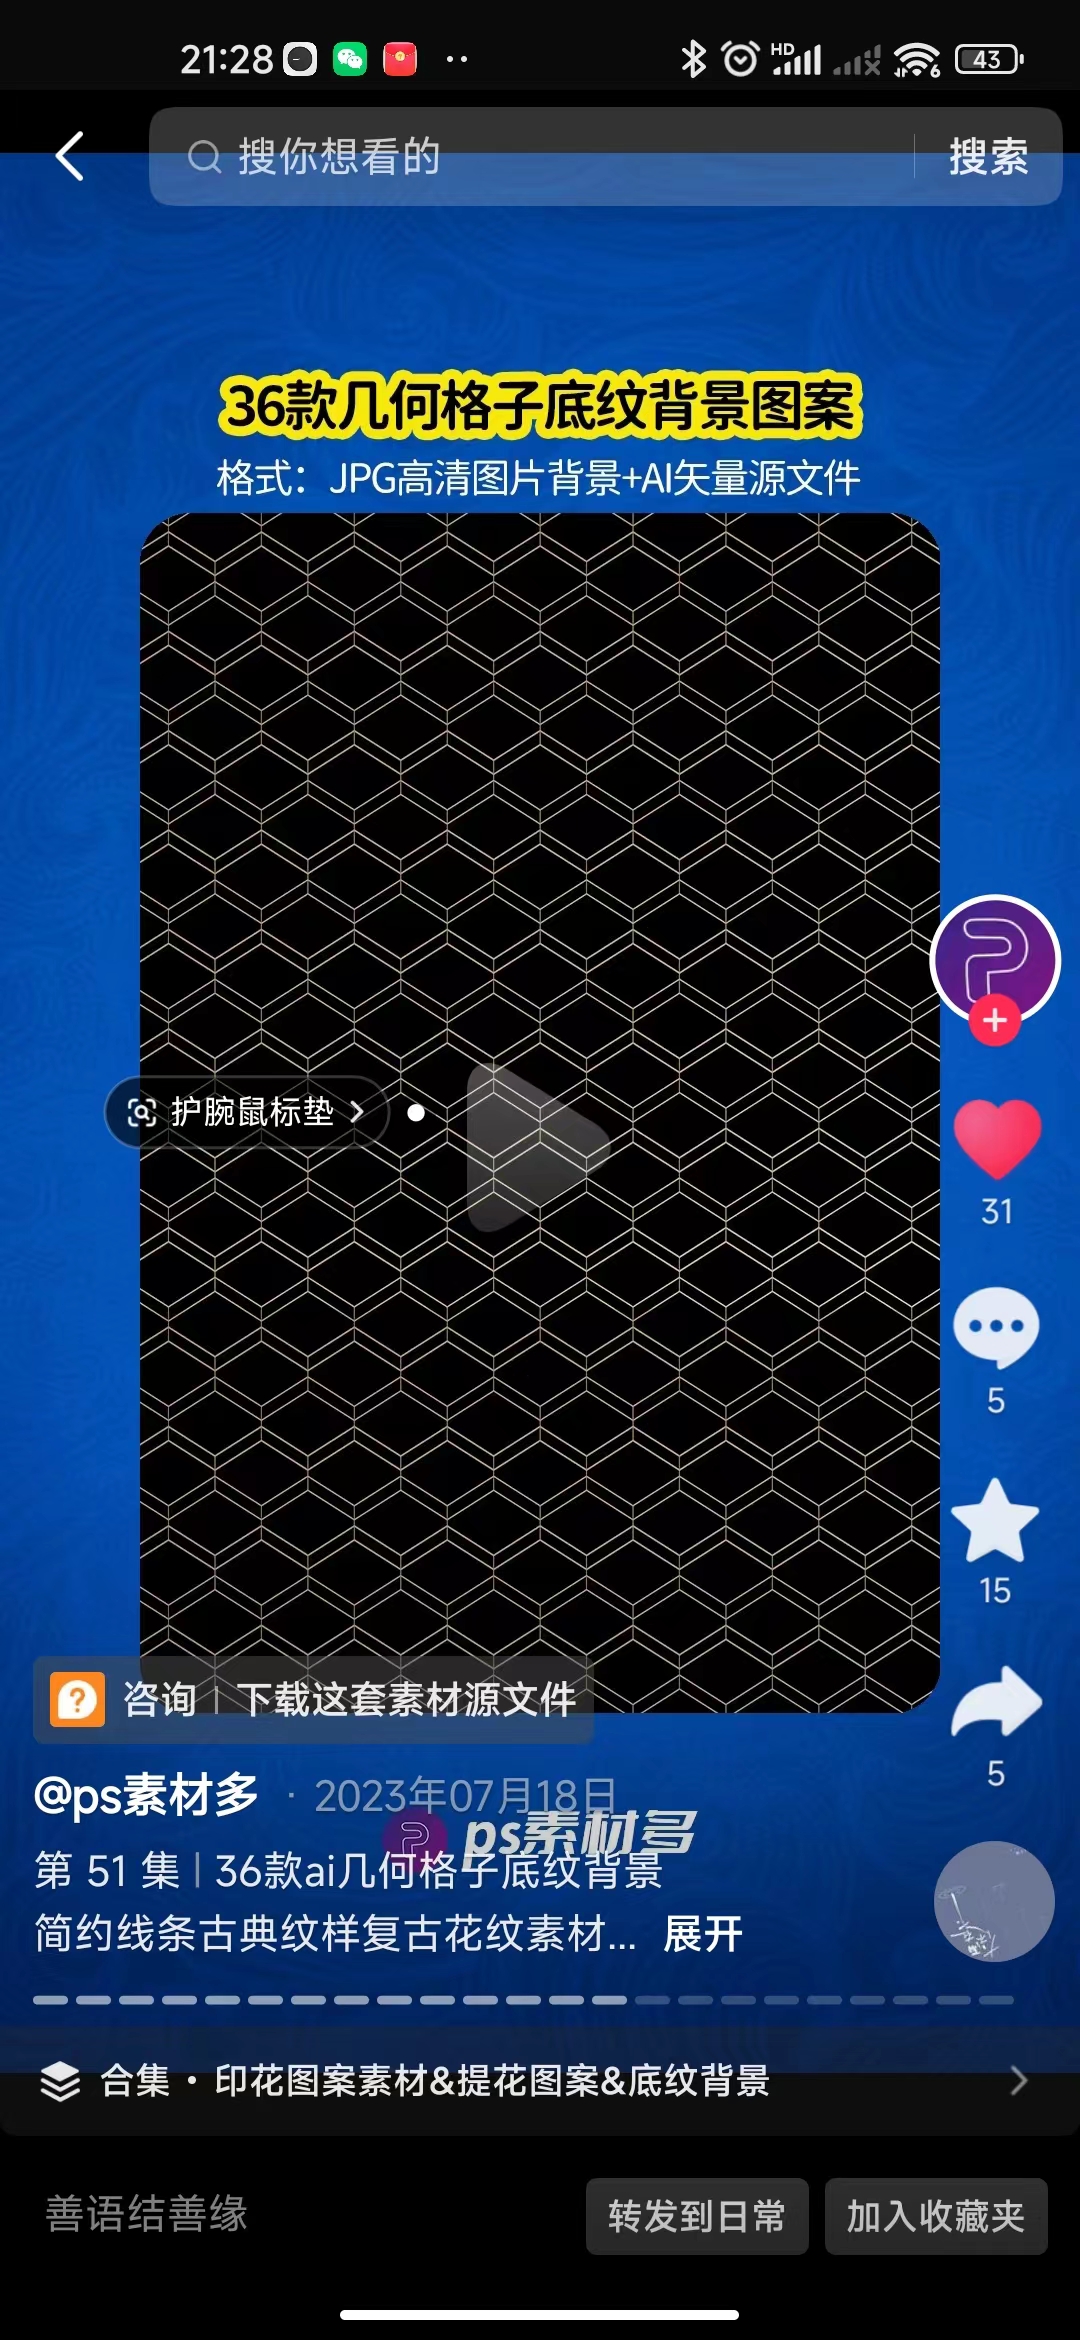 21:28
HD
6
43
搜你想看的
搜索
36款几何格子底纹背景图案
格式：JPG高清图片背景+AI矢量源文件
护腕鼠标垫
31
5
15
咨询 | 下载这套素材源文件
5
@ps素材多 · 2023年07月18日
ps素材多
第 51 集 | 36款ai几何格子底纹背景
简约线条古典纹样复古花纹素材... 展开
合集 · 印花图案素材&提花图案&底纹背景
善语结善缘
转发到日常
加入收藏夹